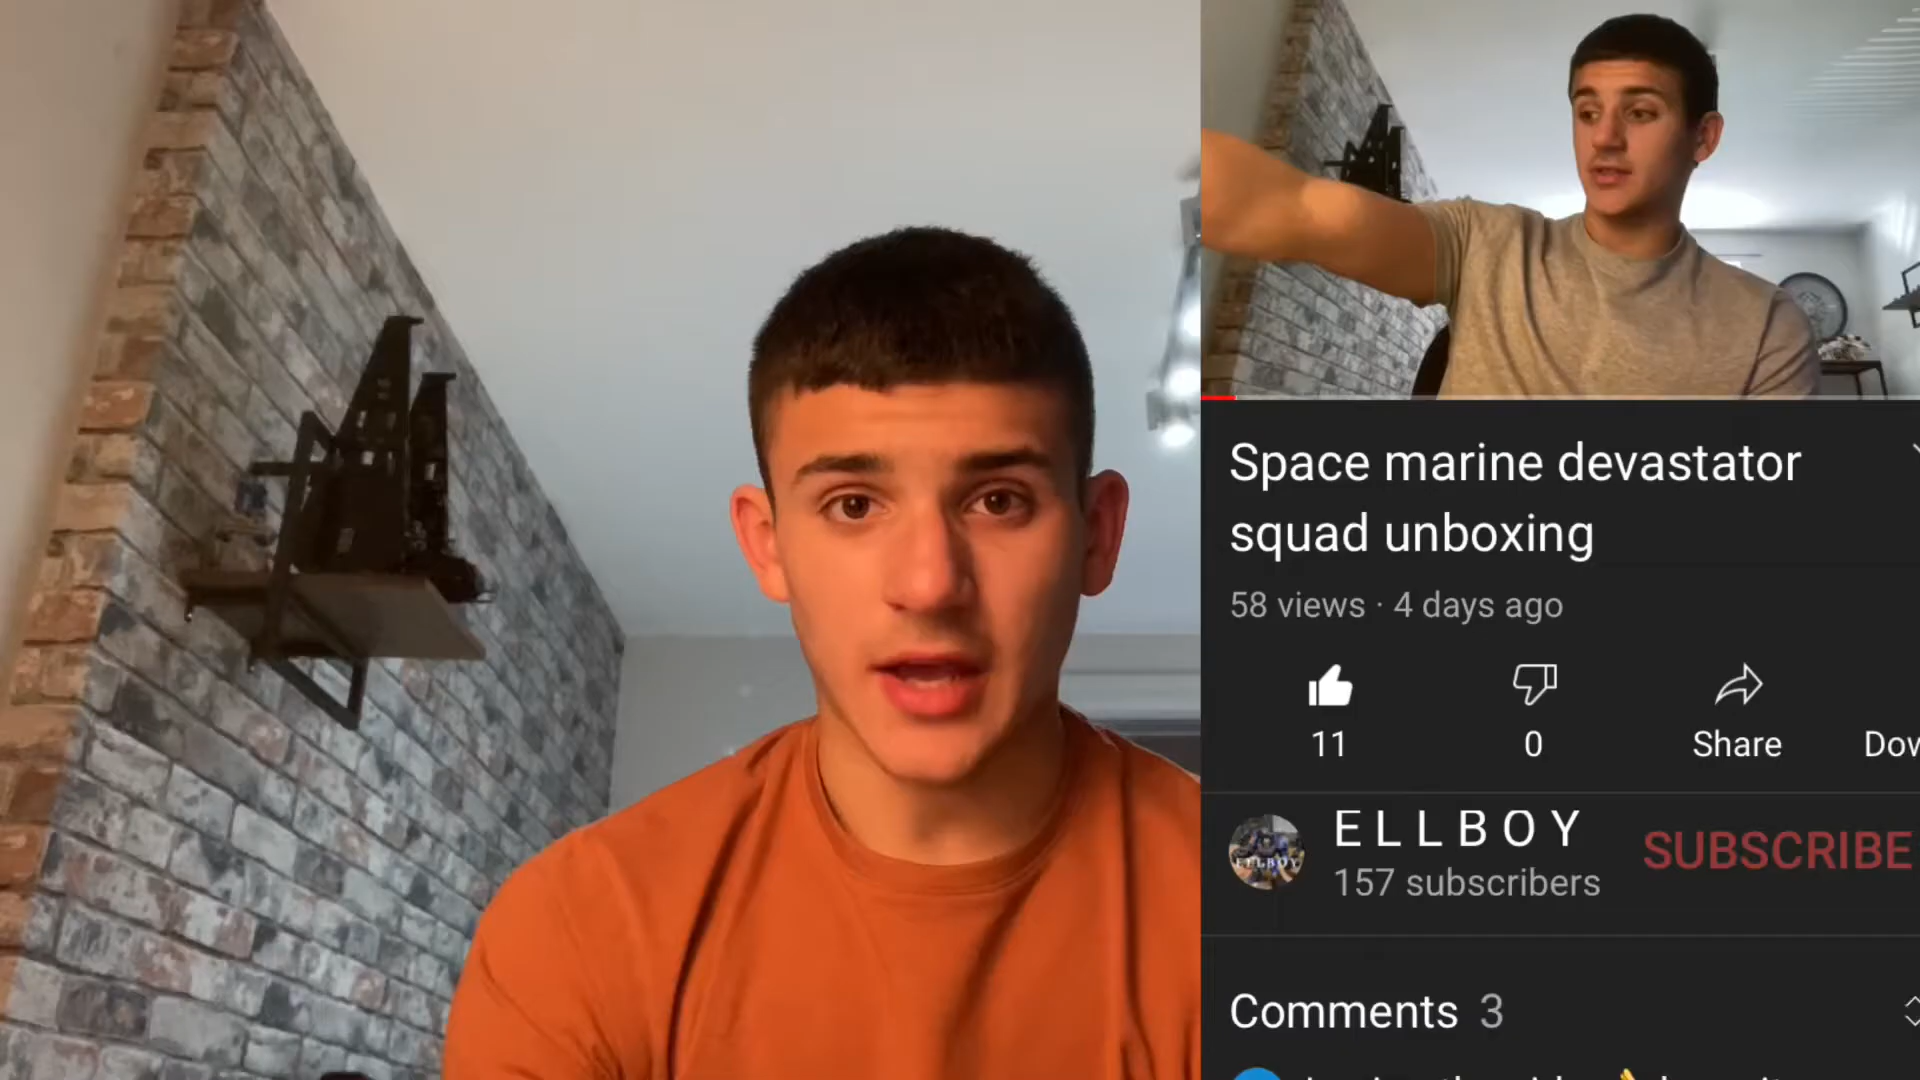 Space marine devastator
squad unboxing
58 views · 4 days ago
11
0
Share
Dow
E L L B O Y
157 subscribers
SUBSCRIBE
ELLBOY
Comments 3